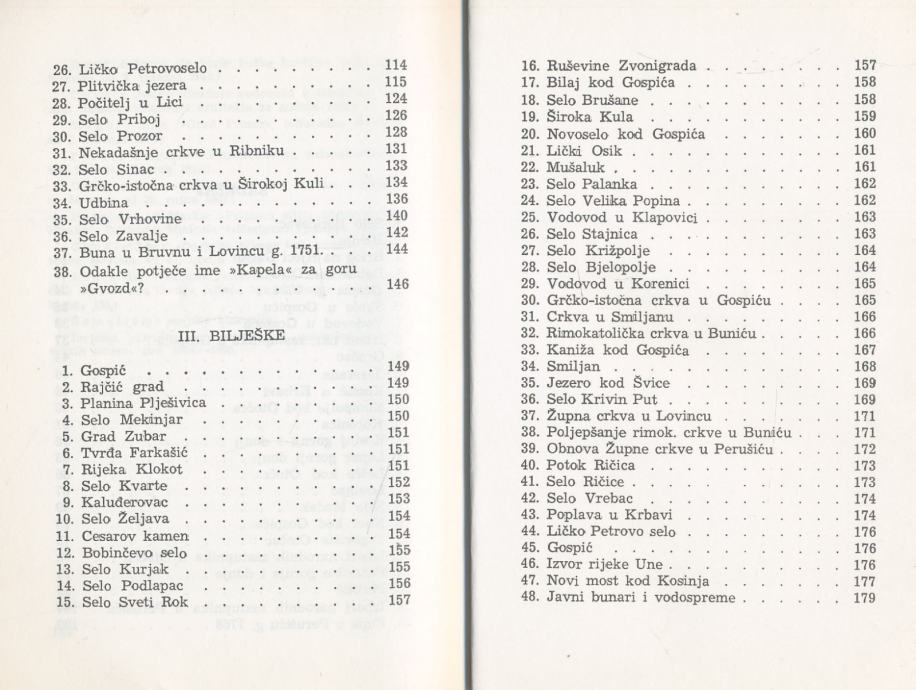 26. Ličko Petrovoselo . . . . . . . . . . 114
27. Plitvička jezera . . . . . . . . . . 115
28. Počitelj u Lici . . . . . . . . . . 124
29. Selo Priboj . . . . . . . . . . 126
30. Selo Prozor . . . . . . . . . . 128
31. Nekadašnje crkve u Ribniku . . . . . 131
32. Selo Sinac . . . . . . . . . . 133
33. Grčko-istočna crkva u Širokoj Kuli . . . 134
34. Udbina . . . . . . . . . . 136
35. Selo Vrhovine . . . . . . . . . . 140
36. Selo Zavalje . . . . . . . . . . 142
37. Buna u Bruvnu i Lovincu g. 1751. . . . 144
38. Odakle potječe ime »Kapela« za goru
»Gvozd«? . . . . . . . . . . 146
III. BILJEŠKE
1. Gospić . . . . . . . . . . 149
2. Rajčić grad . . . . . . . . . . 149
3. Planina Plješivica . . . . . . . . . 150
4. Selo Mekinjar . . . . . . . . . . 150
5. Grad Zubar . . . . . . . . . . 151
6. Tvrđa Farkašić . . . . . . . . . 151
7. Rijeka Klokot . . . . . . . . . 151
8. Selo Kvarte . . . . . . . . . . 152
9. Kaluđerovac . . . . . . . . . . 153
10. Selo Željava . . . . . . . . . . 154
11. Cesarov kamen . . . . . . . . . 154
12. Bobinčevo selo . . . . . . . . . 155
13. Selo Kurjak . . . . . . . . . . 155
14. Selo Podlapac . . . . . . . . . 156
15. Selo Sveti Rok . . . . . . . . . 157
16. Ruševine Zvonigrada . . . . . . . 157
17. Bilaj kod Gospića . . . . . . . . 158
18. Selo Brušane . . . . . . . . . . 158
19. Široka Kula . . . . . . . . . . 159
20. Novoselo kod Gospića . . . . . . . 160
21. Lički Osik . . . . . . . . . . 161
22. Mušaluk . . . . . . . . . . 161
23. Selo Palanka . . . . . . . . . . 162
24. Selo Velika Popina . . . . . . . . 162
25. Vodovod u Klapovici . . . . . . . 163
26. Selo Stajnica . . . . . . . . . . 163
27. Selo Križpolje . . . . . . . . . 164
28. Selo Bjelopolje . . . . . . . . . 164
29. Vodovod u Korenici . . . . . . . . 165
30. Grčko-istočna crkva u Gospiću . . . . 165
31. Crkva u Smiljanu . . . . . . . . . 166
32. Rimokatolička crkva u Buniću . . . . . 166
33. Kaniža kod Gospića . . . . . . . 167
34. Smiljan . . . . . . . . . . 168
35. Jezero kod Švice . . . . . . . . . 169
36. Selo Krivin Put . . . . . . . . . 169
37. Župna crkva u Lovincu . . . . . . . 171
38. Poljepšanje rimok. crkve u Buniću . . . 171
39. Obnova Župne crkve u Perušiću . . . . 172
40. Potok Ričica . . . . . . . . . . 173
41. Selo Ričice . . . . . . . . . . 173
42. Selo Vrebac . . . . . . . . . . 174
43. Poplava u Krbavi . . . . . . . . 174
44. Ličko Petrovo selo . . . . . . . . 176
45. Gospić . . . . . . . . . . 176
46. Izvor rijeke Une . . . . . . . . . 176
47. Novi most kod Kosinja . . . . . . . 177
48. Javni bunari i vodospreme . . . . . . 179